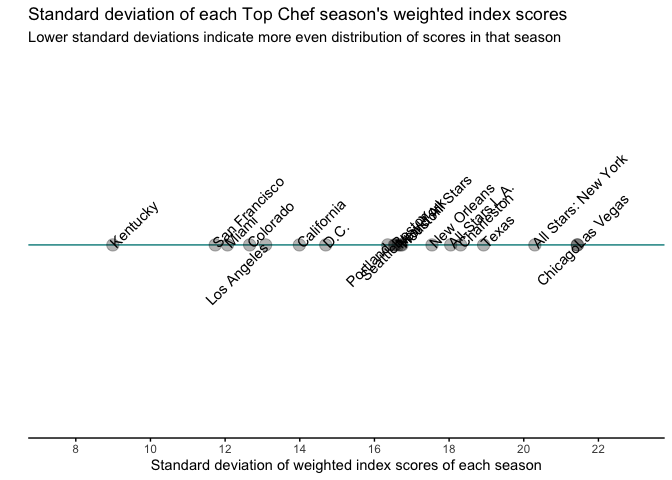 Standard deviation of each Top Chef season's weighted index scores
Lower standard deviations indicate more even distribution of scores in that season
Kentucky
San Francisco
Miami
Los Angeles
Colorado
California
D.C.
Portland
Seattle
Stars
New Orleans
All Stars L.A.
Charleston
Texas
All Stars: New York
Chicago
Las Vegas
8 10 12 14 16 18 20 22
Standard deviation of weighted index scores of each season